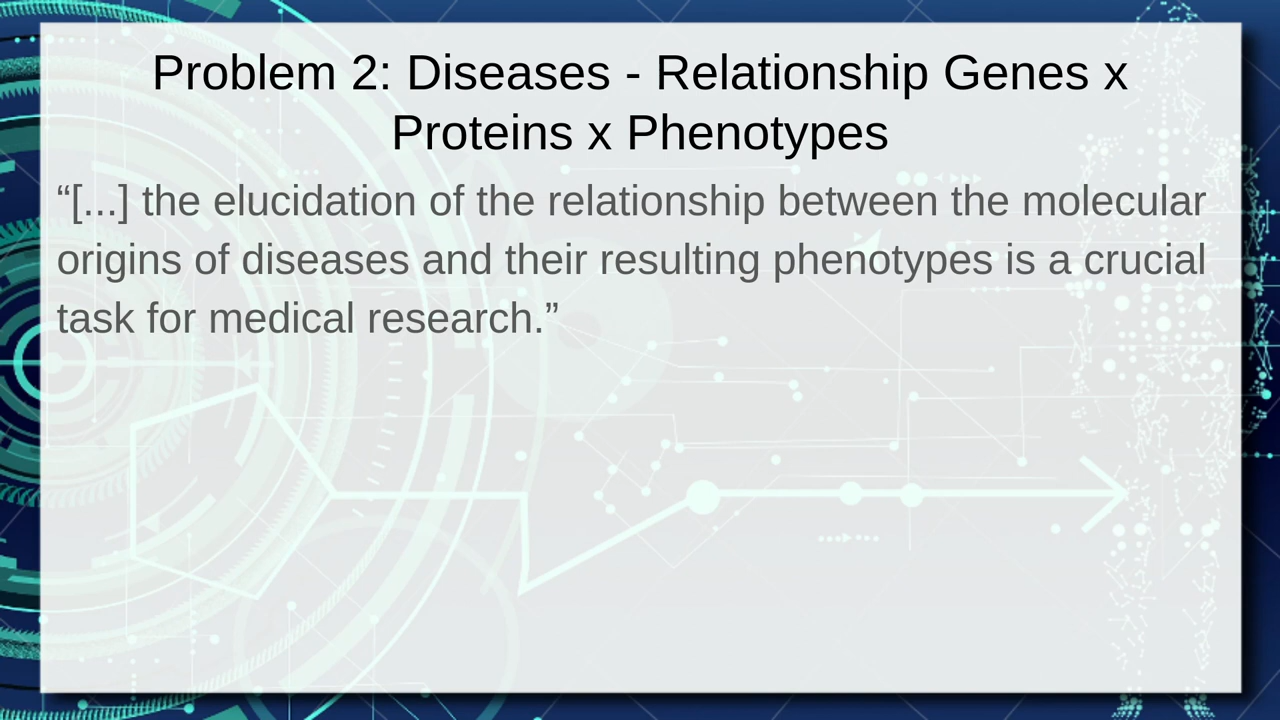 Problem 2: Diseases - Relationship Genes x
Proteins x Phenotypes
“[...] the elucidation of the relationship between the molecular
origins of diseases and their resulting phenotypes is a crucial
task for medical research.”